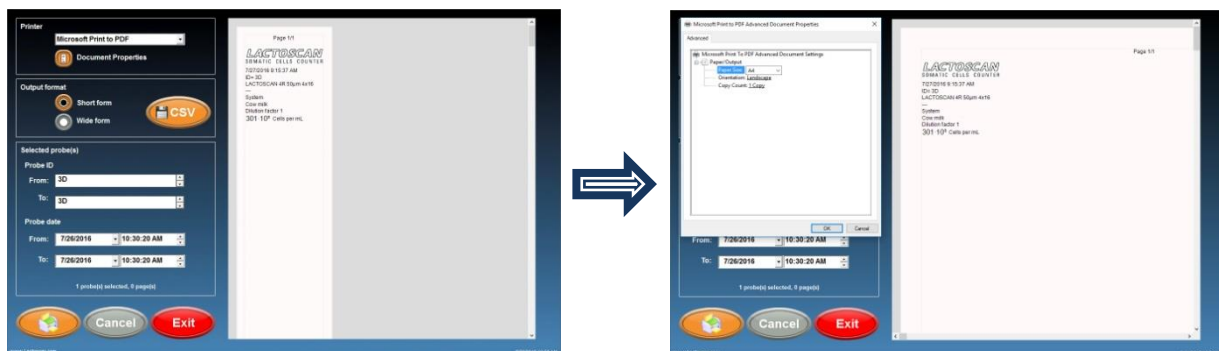 Printer
Microsoft Print to PDF
Document Properties
Output format
Short form
Wide form
CSV
Selected probe(s)
Probe ID
From: 3D
To: 3D
Probe date
From: 7/26/2016 10:30:20 AM
To: 7/26/2016 10:30:20 AM
1 probe(s) selected, 0 page(s)
Cancel
Exit
Page 1/1
LACTOSCAN
SOMATIC CELLS COUNTER
7/27/2016 8:15:37 AM
ID= 3D
LACTOSCAN 4R 50µm 4x16
---
System
Cow milk
Dilution factor 1
301·10³ Cells per mL
Microsoft Print to PDF Advanced Document Properties
Advanced
Microsoft Print To PDF Advanced Document Settings
Paper/Output
Paper Size: A4
Orientation: Landscape
Copy Count: 1 Copy
OK
Cancel
From: 7/26/2016 10:30:20 AM
To: 7/26/2016 10:30:20 AM
1 probe(s) selected, 0 page(s)
Cancel
Exit
Page 1/1
LACTOSCAN
SOMATIC CELLS COUNTER
7/27/2016 8:15:37 AM
ID= 3D
LACTOSCAN 4R 50µm 4x16
---
System
Cow milk
Dilution factor 1
301·10³ Cells per mL